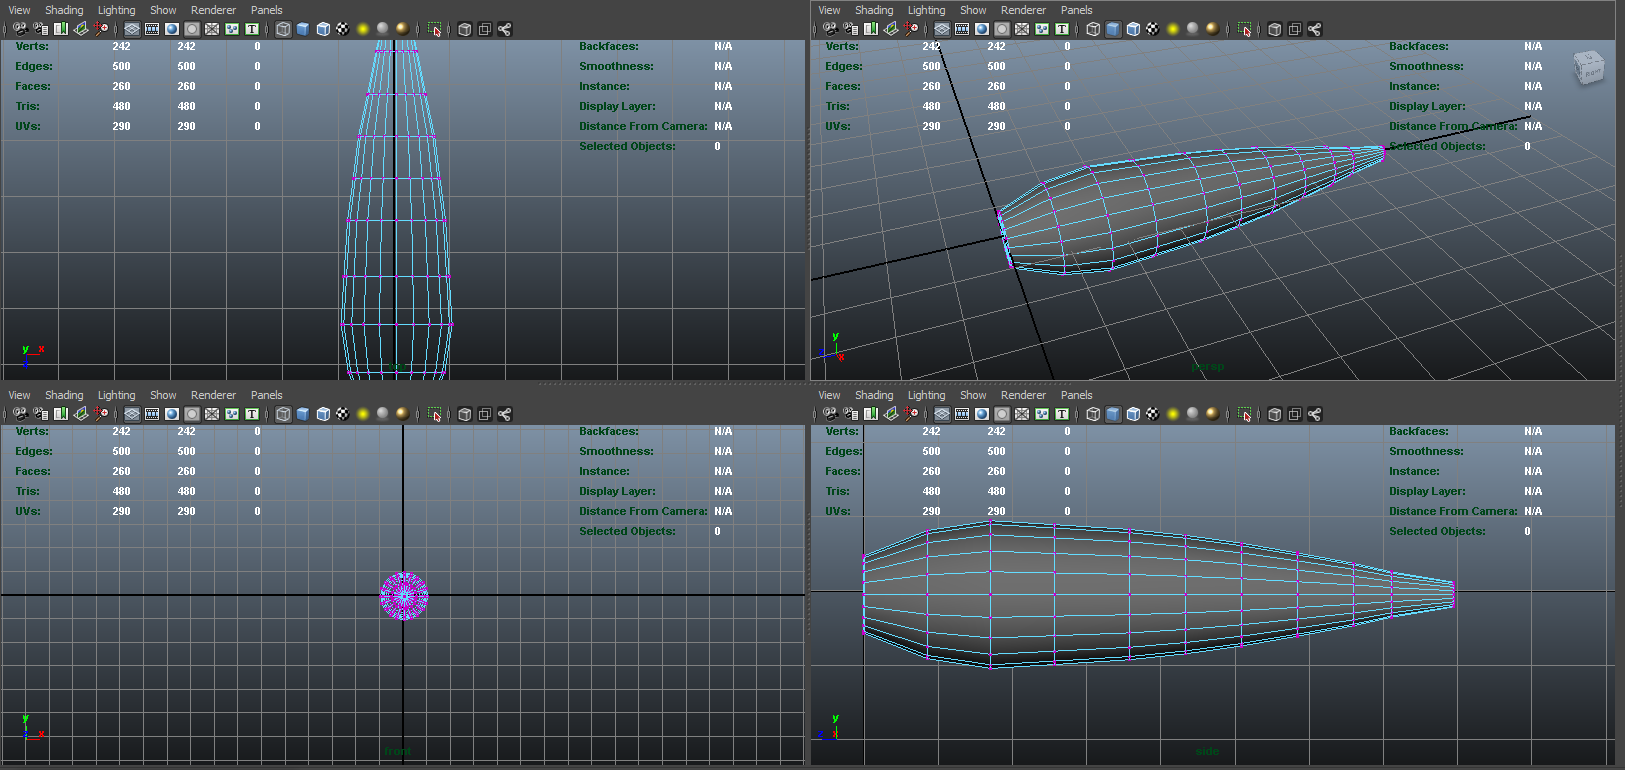 View Shading Lighting Show Renderer Panels
Verts: 242 242 0
Edges: 500 500 0
Faces: 260 260 0
Tris: 480 480 0
UVs: 290 290 0
Backfaces: N/A
Smoothness: N/A
Instance: N/A
Display Layer: N/A
Distance From Camera: N/A
Selected Objects: 0
y x
View Shading Lighting Show Renderer Panels
Verts: 242 242 0
Edges: 500 500 0
Faces: 260 260 0
Tris: 480 480 0
UVs: 290 290 0
Backfaces: N/A
Smoothness: N/A
Instance: N/A
Display Layer: N/A
Distance From Camera: N/A
Selected Objects: 0
y
x
persp
View Shading Lighting Show Renderer Panels
Verts: 242 242 0
Edges: 500 500 0
Faces: 260 260 0
Tris: 480 480 0
UVs: 290 290 0
Backfaces: N/A
Smoothness: N/A
Instance: N/A
Display Layer: N/A
Distance From Camera: N/A
Selected Objects: 0
y
x
front
View Shading Lighting Show Renderer Panels
Verts: 242 242 0
Edges: 500 500 0
Faces: 260 260 0
Tris: 480 480 0
UVs: 290 290 0
Backfaces: N/A
Smoothness: N/A
Instance: N/A
Display Layer: N/A
Distance From Camera: N/A
Selected Objects: 0
y
side